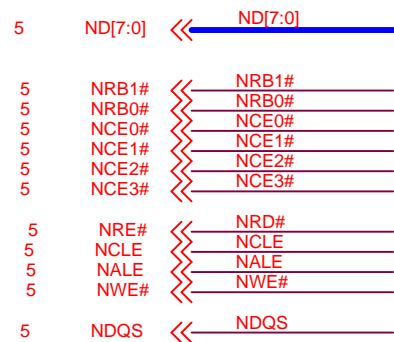 5 ND[7:0] ND[7:0]
5 NRB1# NRB1#
5 NRB0# NRB0#
5 NCE0# NCE0#
5 NCE1# NCE1#
5 NCE2# NCE2#
5 NCE3# NCE3#
5 NRE# NRD#
5 NCLE NCLE
5 NALE NALE
5 NWE# NWE#
5 NDQS NDQS